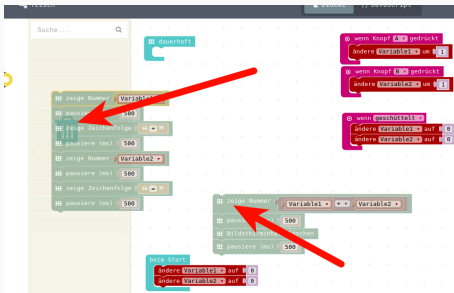 Suche...
dauerhaft
wenn Knopf A gedrückt
ändere Variable1 um 1
wenn Knopf B gedrückt
ändere Variable2 um 1
zeige Nummer Variable1
pausiere (ms) 500
zeige Zeichenfolge " - "
pausiere (ms) 500
zeige Nummer Variable2
pausiere (ms) 500
zeige Zeichenfolge " = "
pausiere (ms) 500
wenn geschüttelt
ändere Variable1 auf 0
ändere Variable2 auf 0
zeige Nummer Variable1 + Variable2
pausiere (ms) 500
Bildschirminhalt löschen
pausiere (ms) 500
beim Start
ändere Variable1 auf 0
ändere Variable2 auf 0